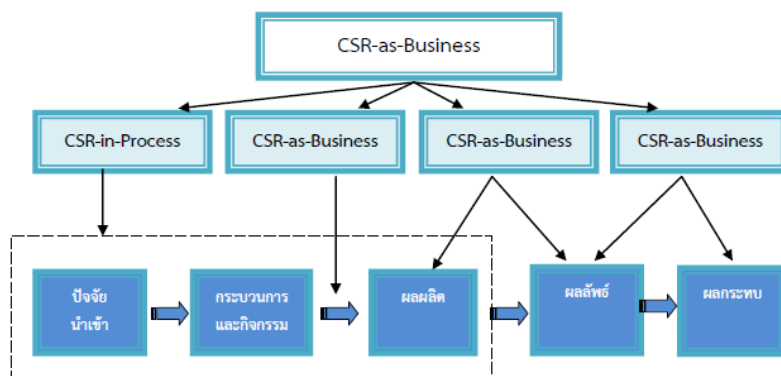 CSR-as-Business
CSR-in-Process
CSR-as-Business
CSR-as-Business
CSR-as-Business
ปัจจัย
นำเข้า
กระบวนการ
และกิจกรรม
ผลผลิต
ผลลัพธ์
ผลกระทบ